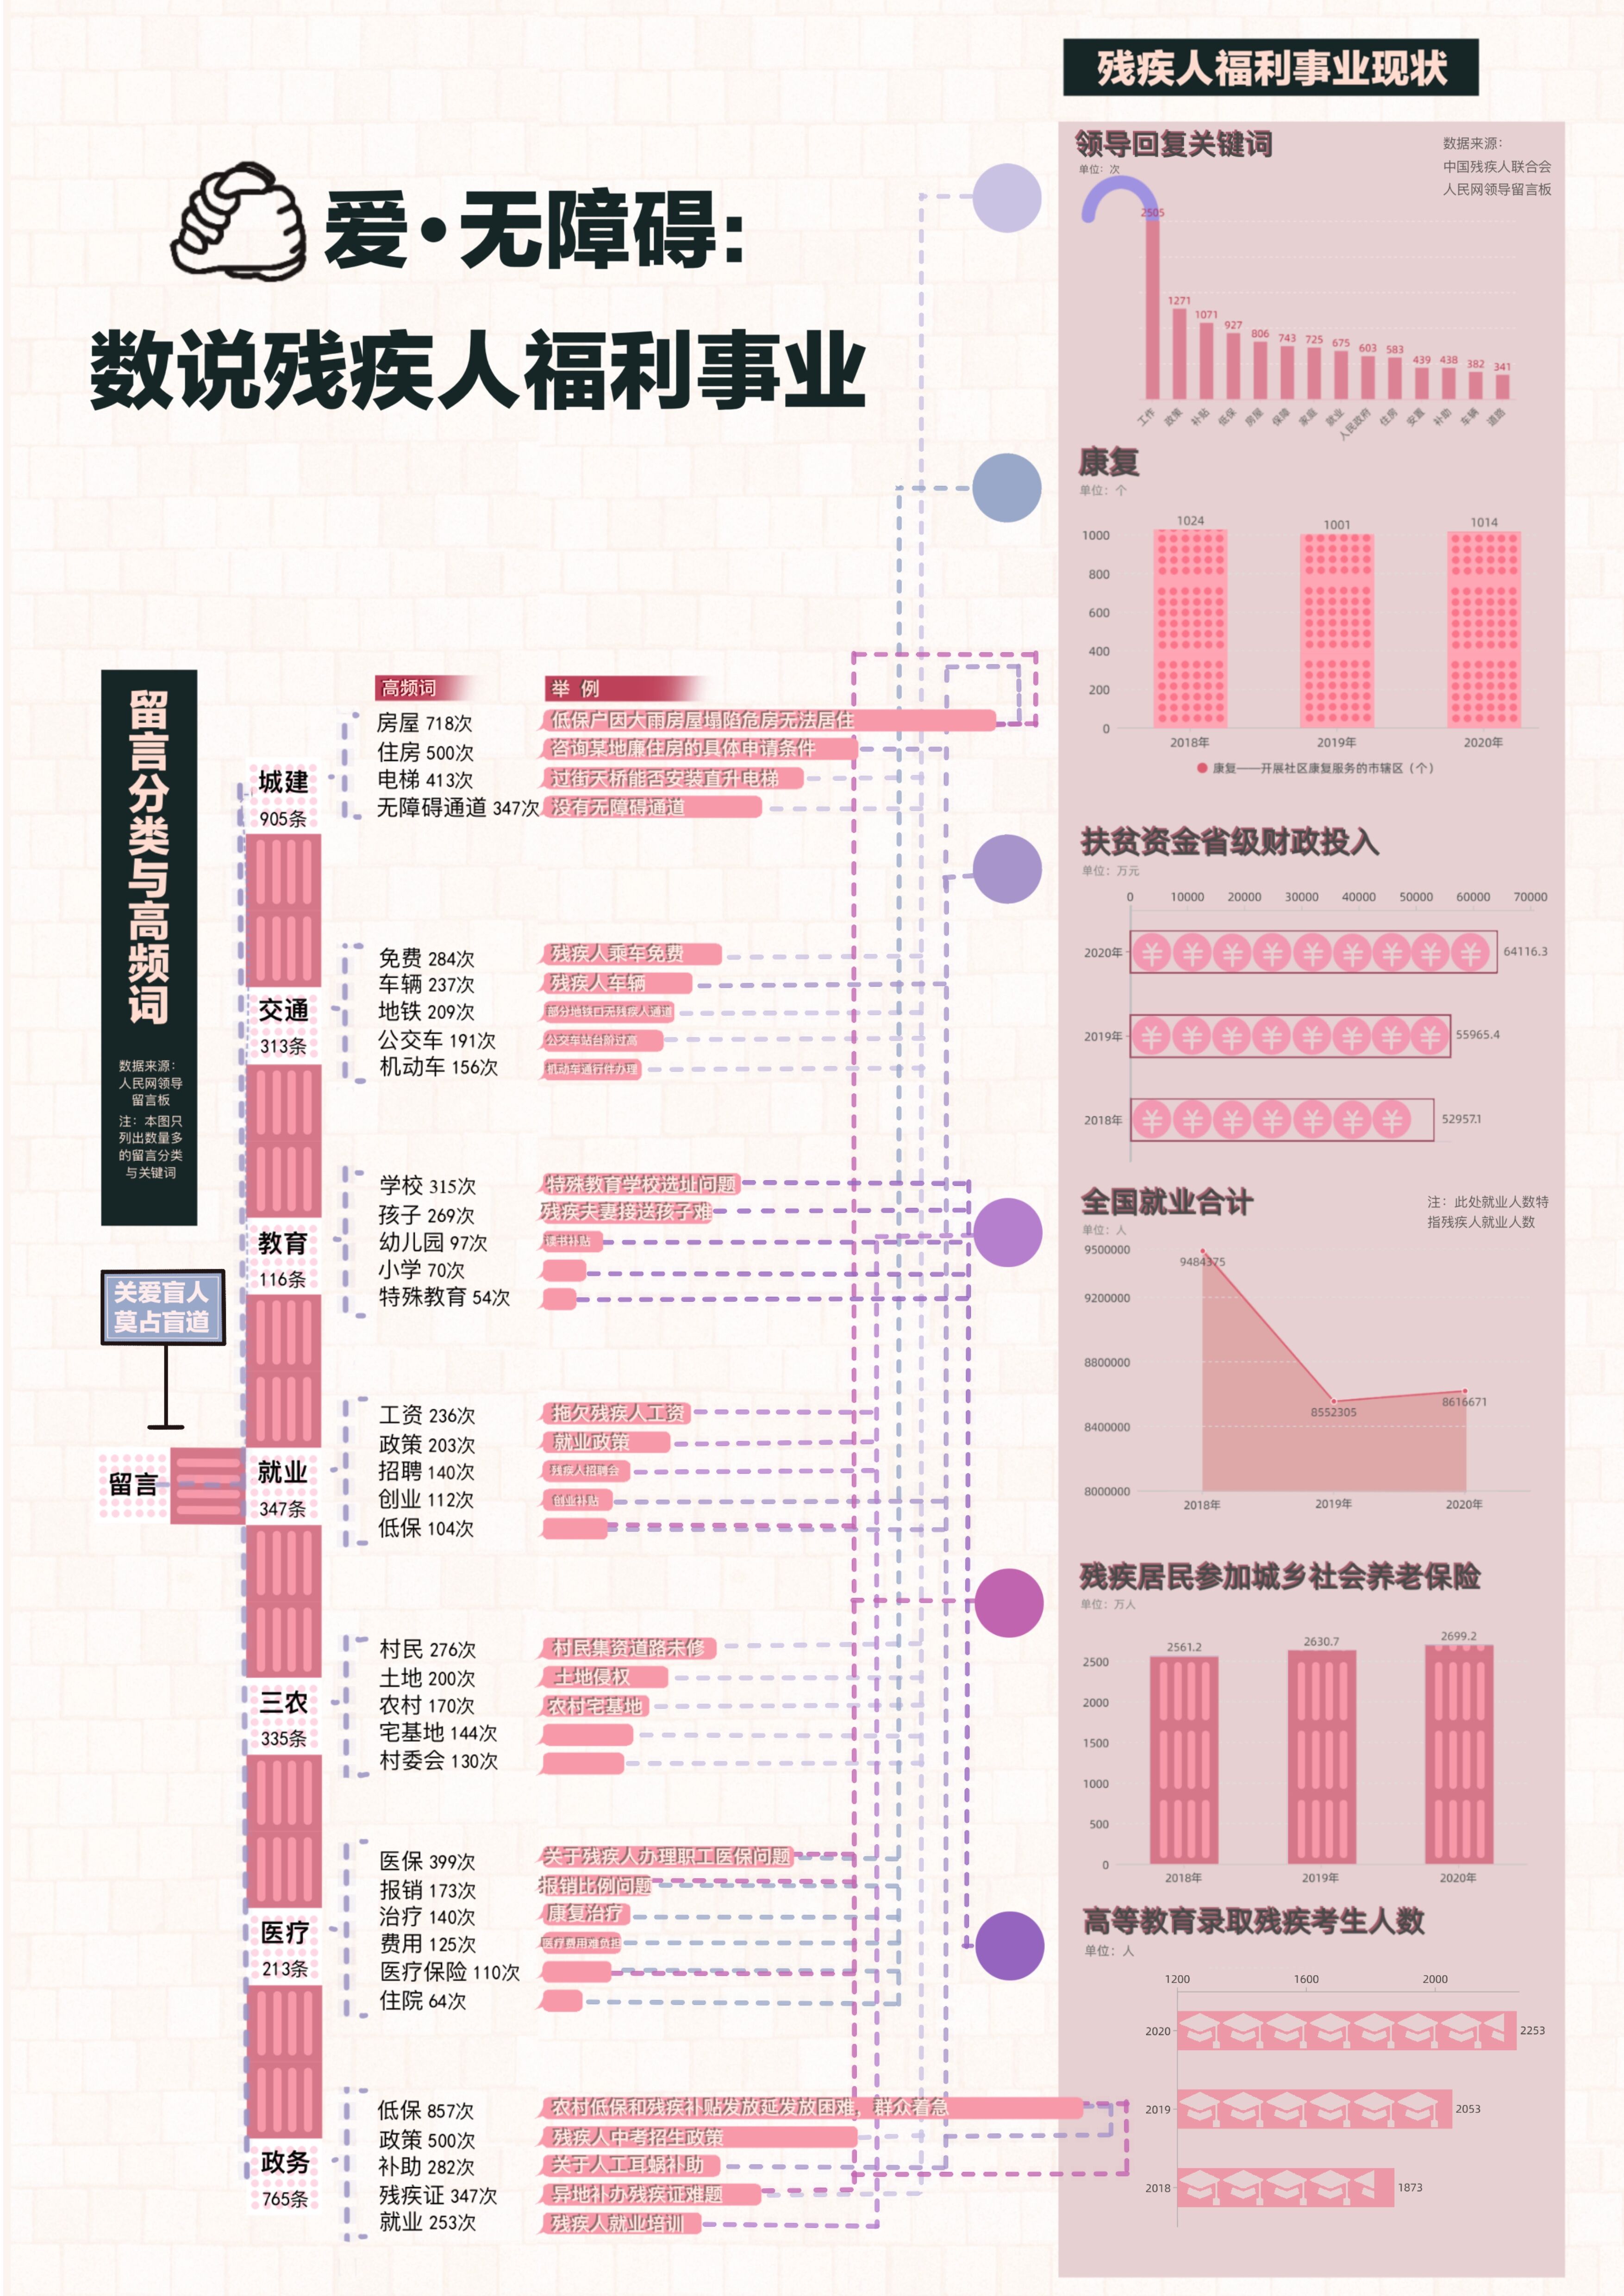 残疾人福利事业现状
爱·无障碍:
数说残疾人福利事业
领导回复关键词
单位: 次
数据来源:
中国残疾人联合会
人民网领导留言板
2505
1271
1071
927
806
743
725
675
603
583
439
438
382
341
工作
政策
补贴
低保
房屋
保障
家庭
就业
人民政府
住房
安置
补助
车辆
道路
康复
单位: 个
1024
1001
1014
1000
800
600
400
200
0
2018年
2019年
2020年
康复——开展社区康复服务的市辖区（个）
扶贫资金省级财政投入
单位: 万元
0 10000 20000 30000 40000 50000 60000 70000
2020年 64116.3
2019年 55965.4
2018年 52957.1
全国就业合计
单位: 人
注: 此处就业人数特
指残疾人就业人数
9500000
9200000
8800000
8400000
8000000
9484375
8552305
8616671
2018年
2019年
2020年
残疾居民参加城乡社会养老保险
单位: 万人
2561.2
2630.7
2699.2
2500
2000
1500
1000
500
0
2018年
2019年
2020年
高等教育录取残疾考生人数
单位: 人
1200 1600 2000
2020 2253
2019 2053
2018 1873
留言分类与高频词
数据来源:
人民网领导
留言板
注: 本图只
列出数量多
的留言分类
与关键词
关爱盲人
莫占盲道
留言
高频词
举 例
城建
905条
房屋 718次 低保户因大雨房屋塌陷危房无法居住
住房 500次 咨询某地廉住房的具体申请条件
电梯 413次 过街天桥能否安装直升电梯
无障碍通道 347次 没有无障碍通道
交通
313条
免费 284次 残疾人乘车免费
车辆 237次 残疾人车辆
地铁 209次 部分地铁口无残疾人通道
公交车 191次 公交车站台阶过高
机动车 156次 机动车通行件办理
教育
116条
学校 315次 特殊教育学校选址问题
孩子 269次 残疾夫妻接送孩子难
幼儿园 97次 读书补贴
小学 70次
特殊教育 54次
就业
347条
工资 236次 拖欠残疾人工资
政策 203次 就业政策
招聘 140次 残疾人招聘会
创业 112次 创业补贴
低保 104次
三农
335条
村民 276次 村民集资道路未修
土地 200次 土地侵权
农村 170次 农村宅基地
宅基地 144次
村委会 130次
医疗
213条
医保 399次 关于残疾人办理职工医保问题
报销 173次 报销比例问题
治疗 140次 康复治疗
费用 125次 医疗费用难负担
医疗保险 110次
住院 64次
政务
765条
低保 857次 农村低保和残疾补贴发放延发放困难，群众着急
政策 500次 残疾人中考招生政策
补助 282次 关于人工耳蜗补助
残疾证 347次 异地补办残疾证难题
就业 253次 残疾人就业培训